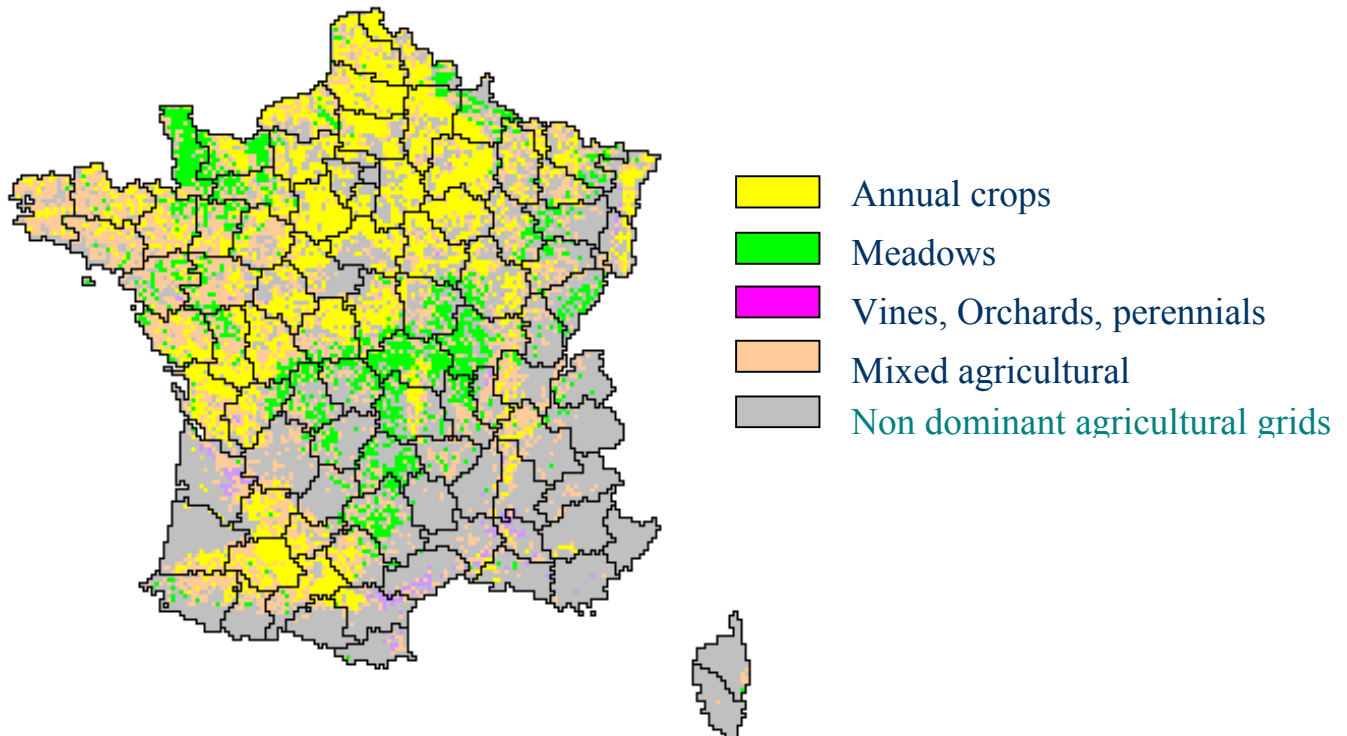 Annual crops
Meadows
Vines, Orchards, perennials
Mixed agricultural
Non dominant agricultural grids